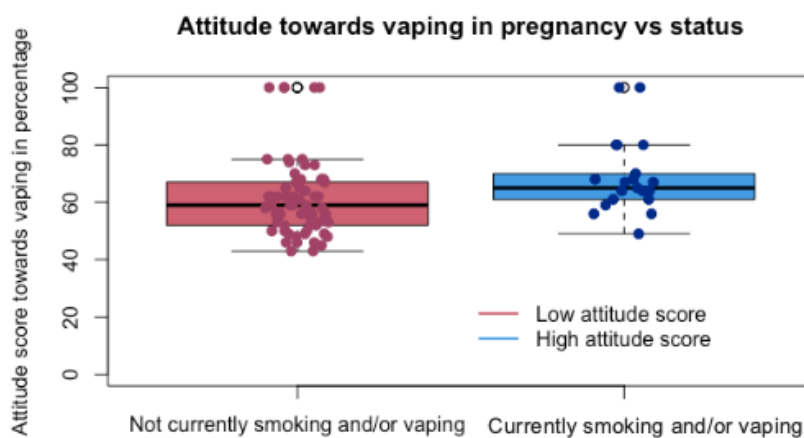 Attitude towards vaping in pregnancy vs status
Attitude score towards vaping in percentage
100
80
60
40
20
0
Low attitude score
High attitude score
Not currently smoking and/or vaping
Currently smoking and/or vaping